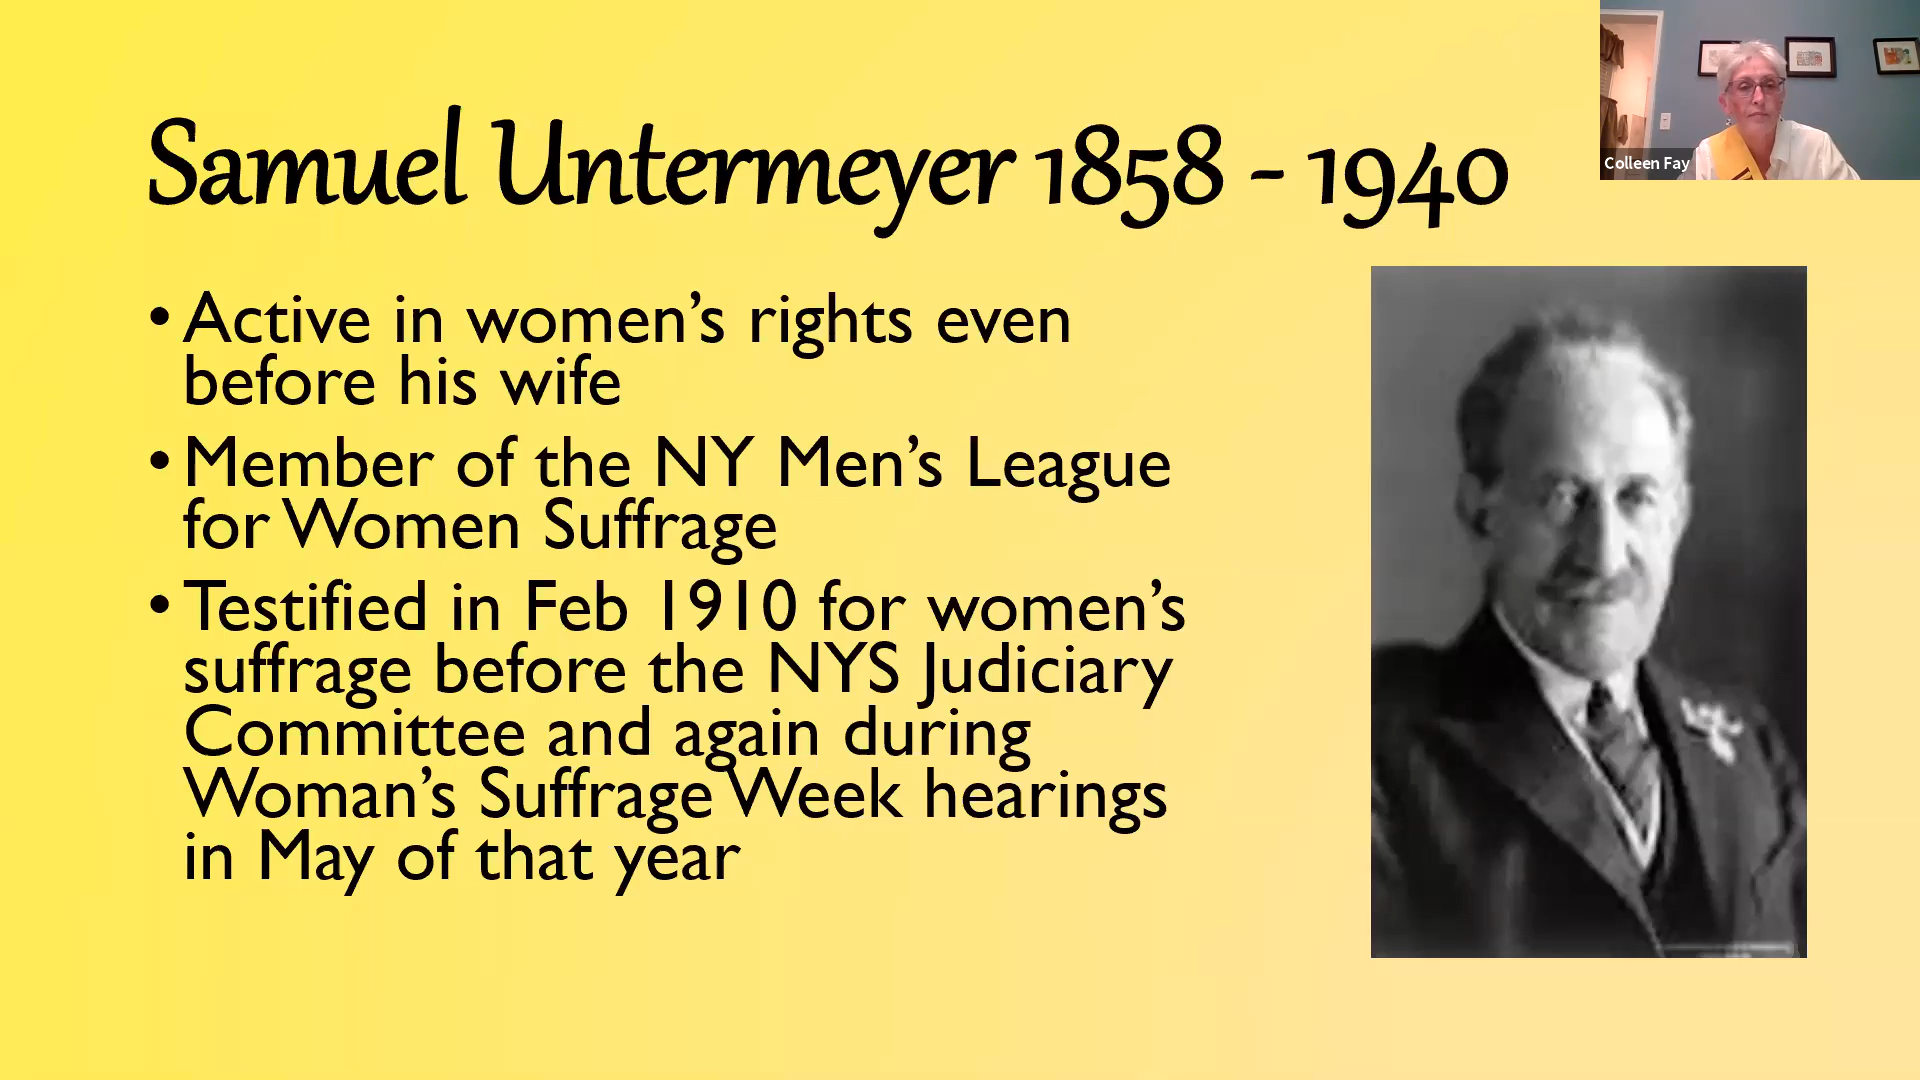 Samuel Untermeyer 1858 - 1940
Colleen Fay
• Active in women’s rights even
before his wife
• Member of the NY Men’s League
for Women Suffrage
• Testified in Feb 1910 for women’s
suffrage before the NYS Judiciary
Committee and again during
Woman’s Suffrage Week hearings
in May of that year